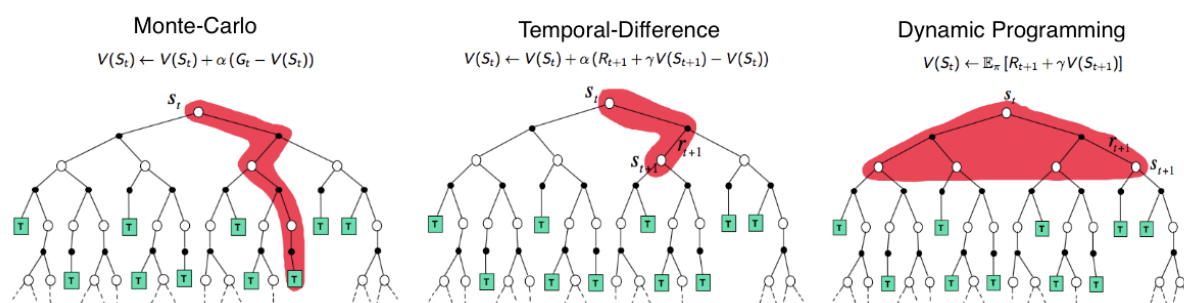 Monte-Carlo
V(S_t) ← V(S_t) + α (G_t − V(S_t))
s_t
T T T T T
T T T T
Temporal-Difference
V(S_t) ← V(S_t) + α (R_{t+1} + γV(S_{t+1}) − V(S_t))
s_t
r_{t+1}
s_{t+1}
T T T T T
T T T T T
Dynamic Programming
V(S_t) ← 𝔼_π [R_{t+1} + γV(S_{t+1})]
s_t
r_{t+1}
s_{t+1}
T T T T T
T T T T T